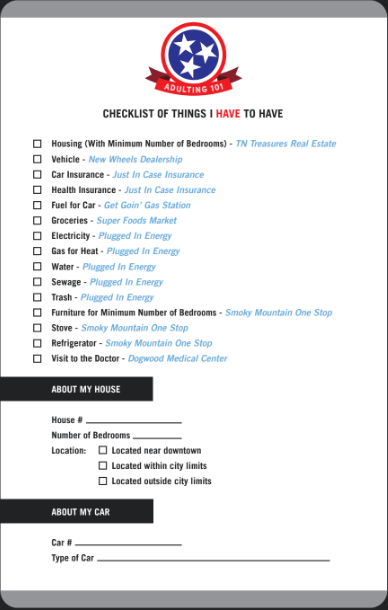 ADULTING 101
CHECKLIST OF THINGS I HAVE TO HAVE
Housing (With Minimum Number of Bedrooms) - TN Treasures Real Estate
Vehicle - New Wheels Dealership
Car Insurance - Just In Case Insurance
Health Insurance - Just In Case Insurance
Fuel for Car - Get Goin' Gas Station
Groceries - Super Foods Market
Electricity - Plugged In Energy
Gas for Heat - Plugged In Energy
Water - Plugged In Energy
Sewage - Plugged In Energy
Trash - Plugged In Energy
Furniture for Minimum Number of Bedrooms - Smoky Mountain One Stop
Stove - Smoky Mountain One Stop
Refrigerator - Smoky Mountain One Stop
Visit to the Doctor - Dogwood Medical Center
ABOUT MY HOUSE
House #
Number of Bedrooms
Location: Located near downtown
Located within city limits
Located outside city limits
ABOUT MY CAR
Car #
Type of Car